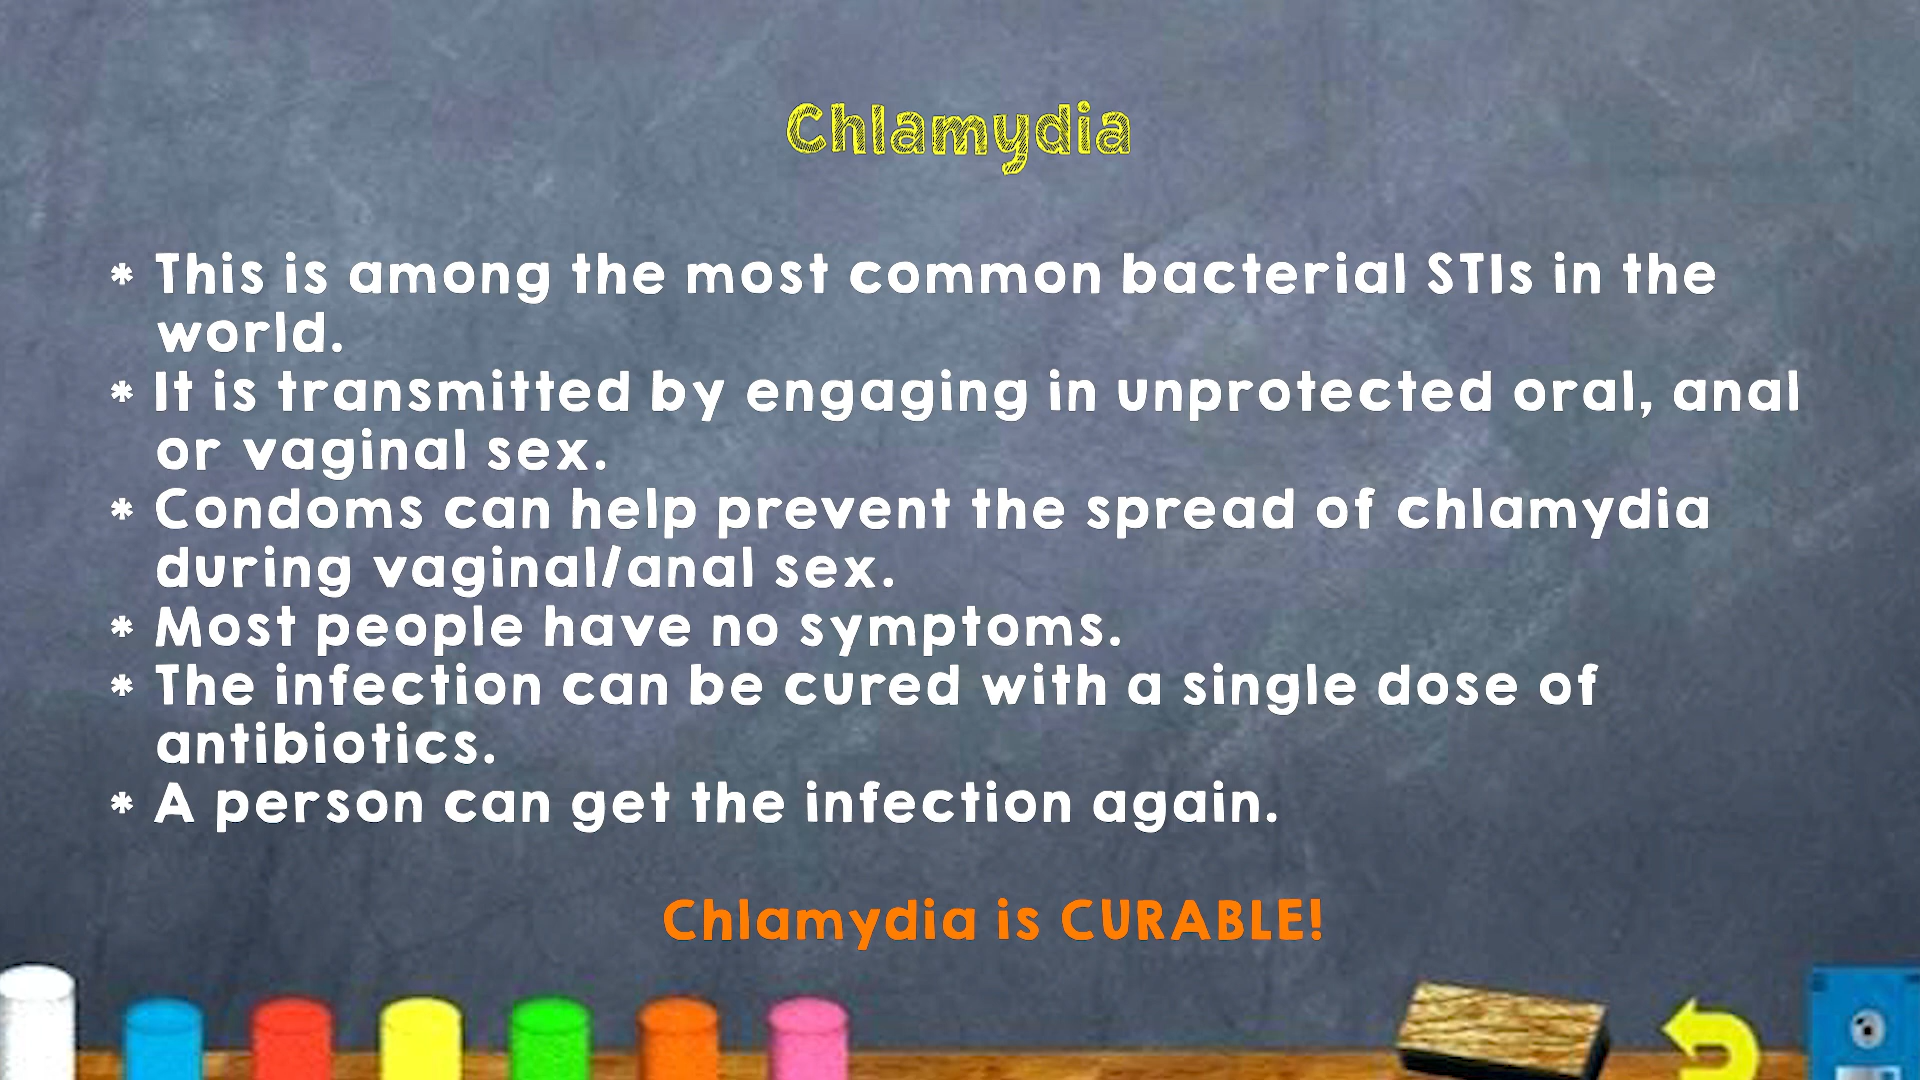 Chlamydia
* This is among the most common bacterial STIs in the
world.
* It is transmitted by engaging in unprotected oral, anal
or vaginal sex.
* Condoms can help prevent the spread of chlamydia
during vaginal/anal sex.
* Most people have no symptoms.
* The infection can be cured with a single dose of
antibiotics.
* A person can get the infection again.
Chlamydia is CURABLE!